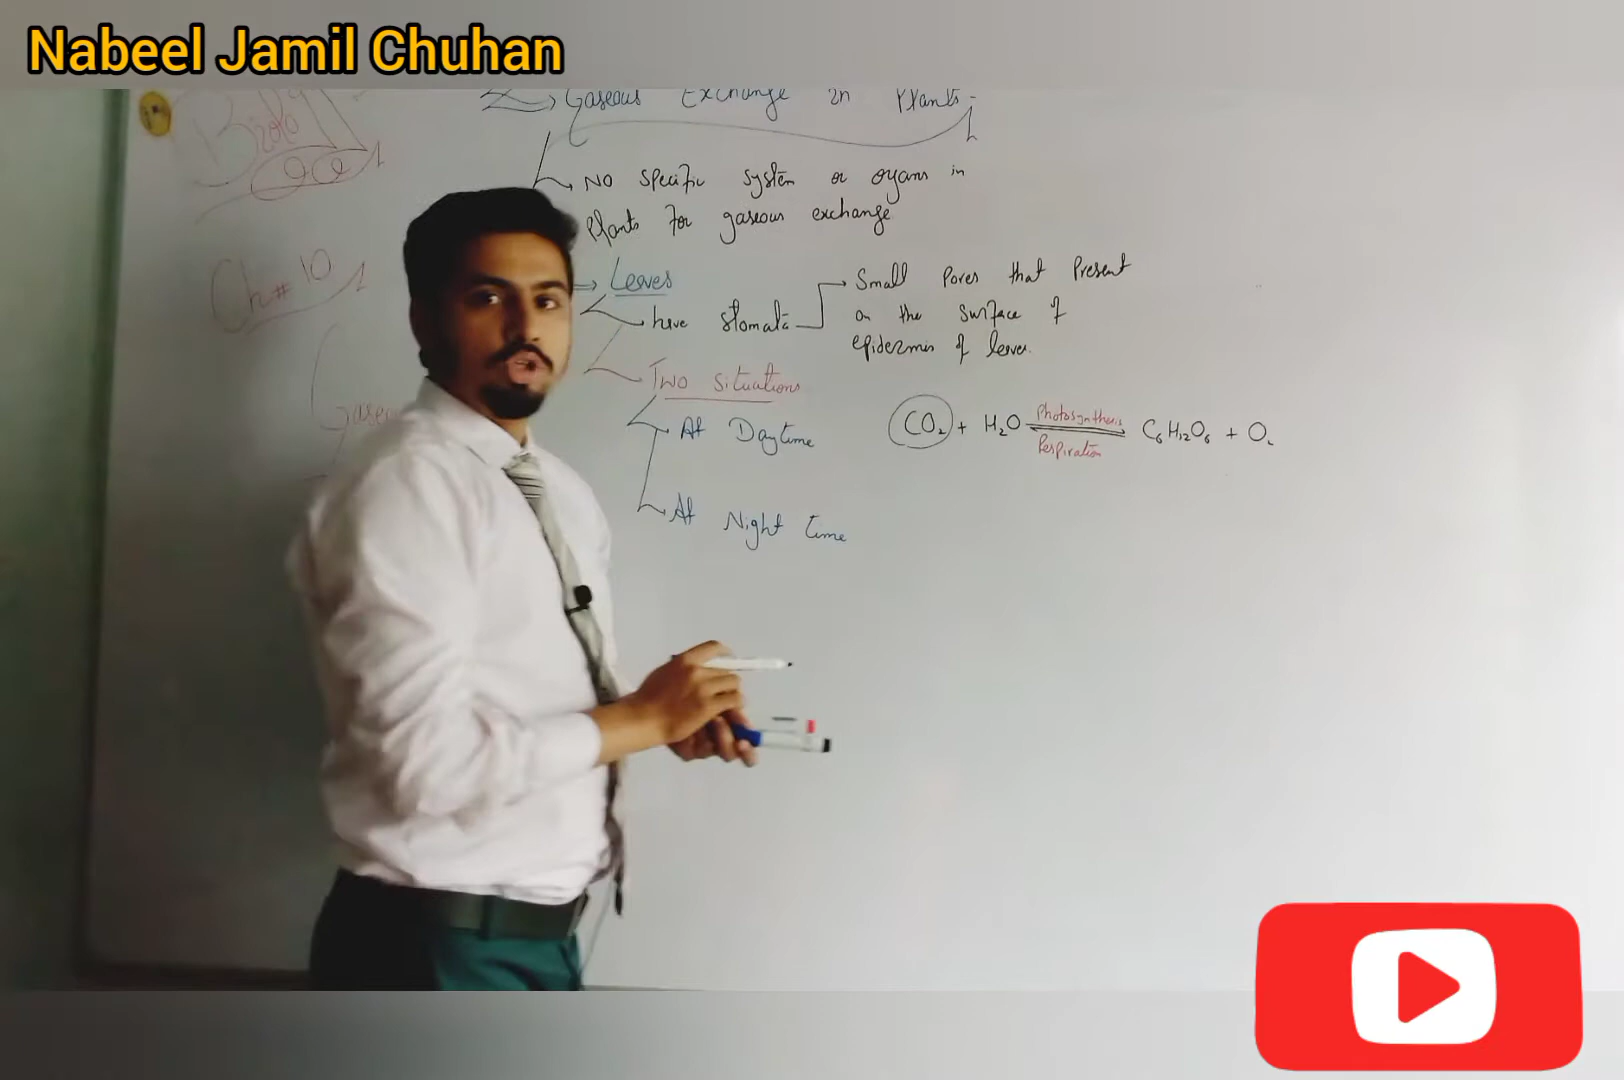 Nabeel Jamil Chuhan
Gaseous Exchange in Plants
No specific system or organs in
Plants For gaseous exchange
Ch# 10
Leaves
have stomata
Small Pores that Present
on the surface of
epidermis of leaves.
Two situations
At Daytime
CO₂ + H₂O Photosynthesis C₆H₁₂O₆ + O₂
Respiration
At Night time